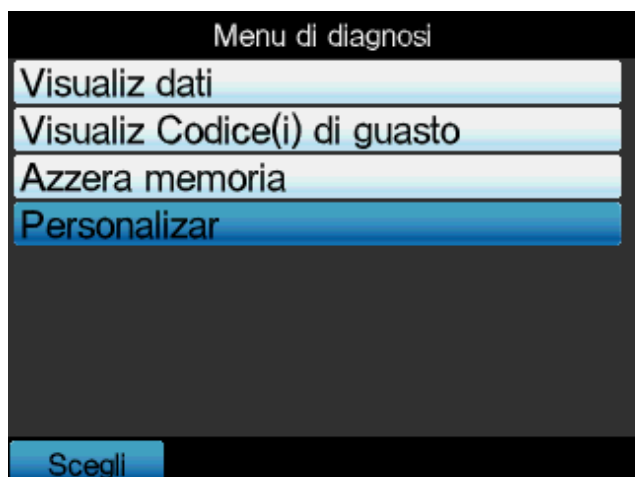 Menu di diagnosi
Visualiz dati
Visualiz Codice(i) di guasto
Azzera memoria
Personalizar
Scegli